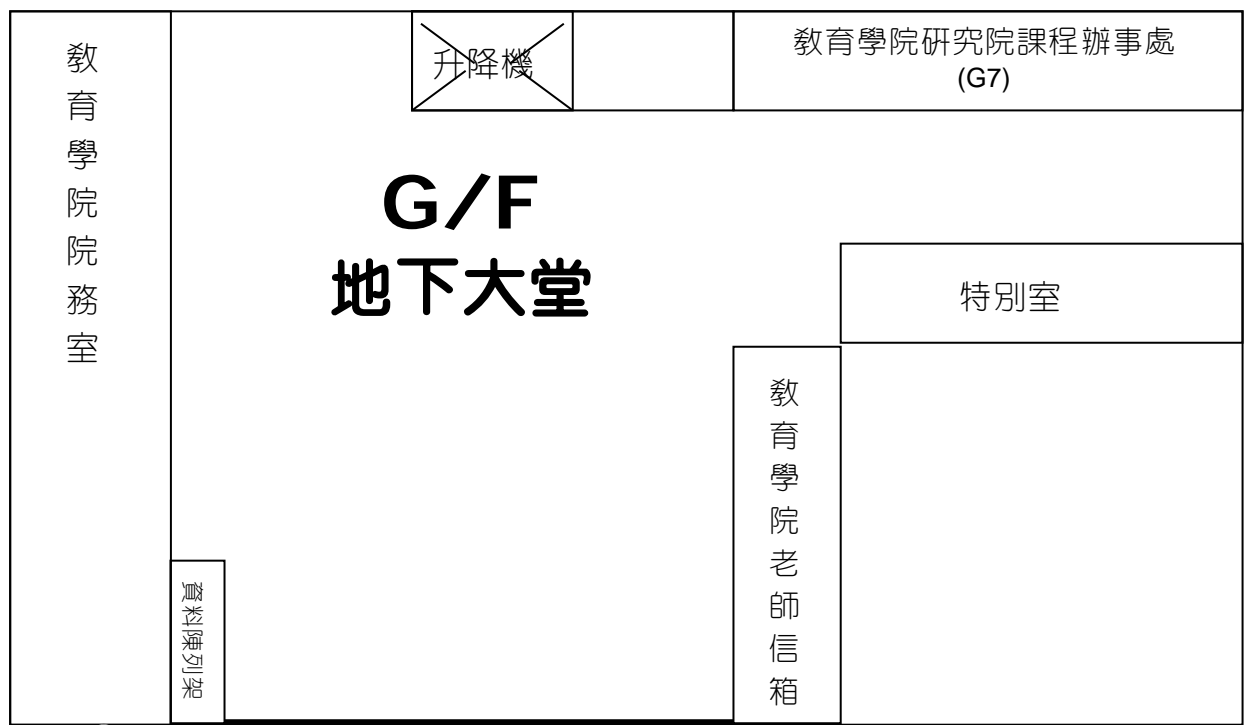 教育學院院務室
升降機
教育學院研究院課程辦事處
(G7)
G/F
地下大堂
特別室
教育學院老師信箱
資料陳列架